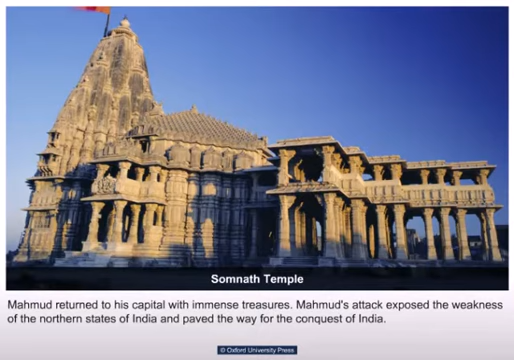 Somnath Temple
Mahmud returned to his capital with immense treasures. Mahmud's attack exposed the weakness
of the northern states of India and paved the way for the conquest of India.
© Oxford University Press